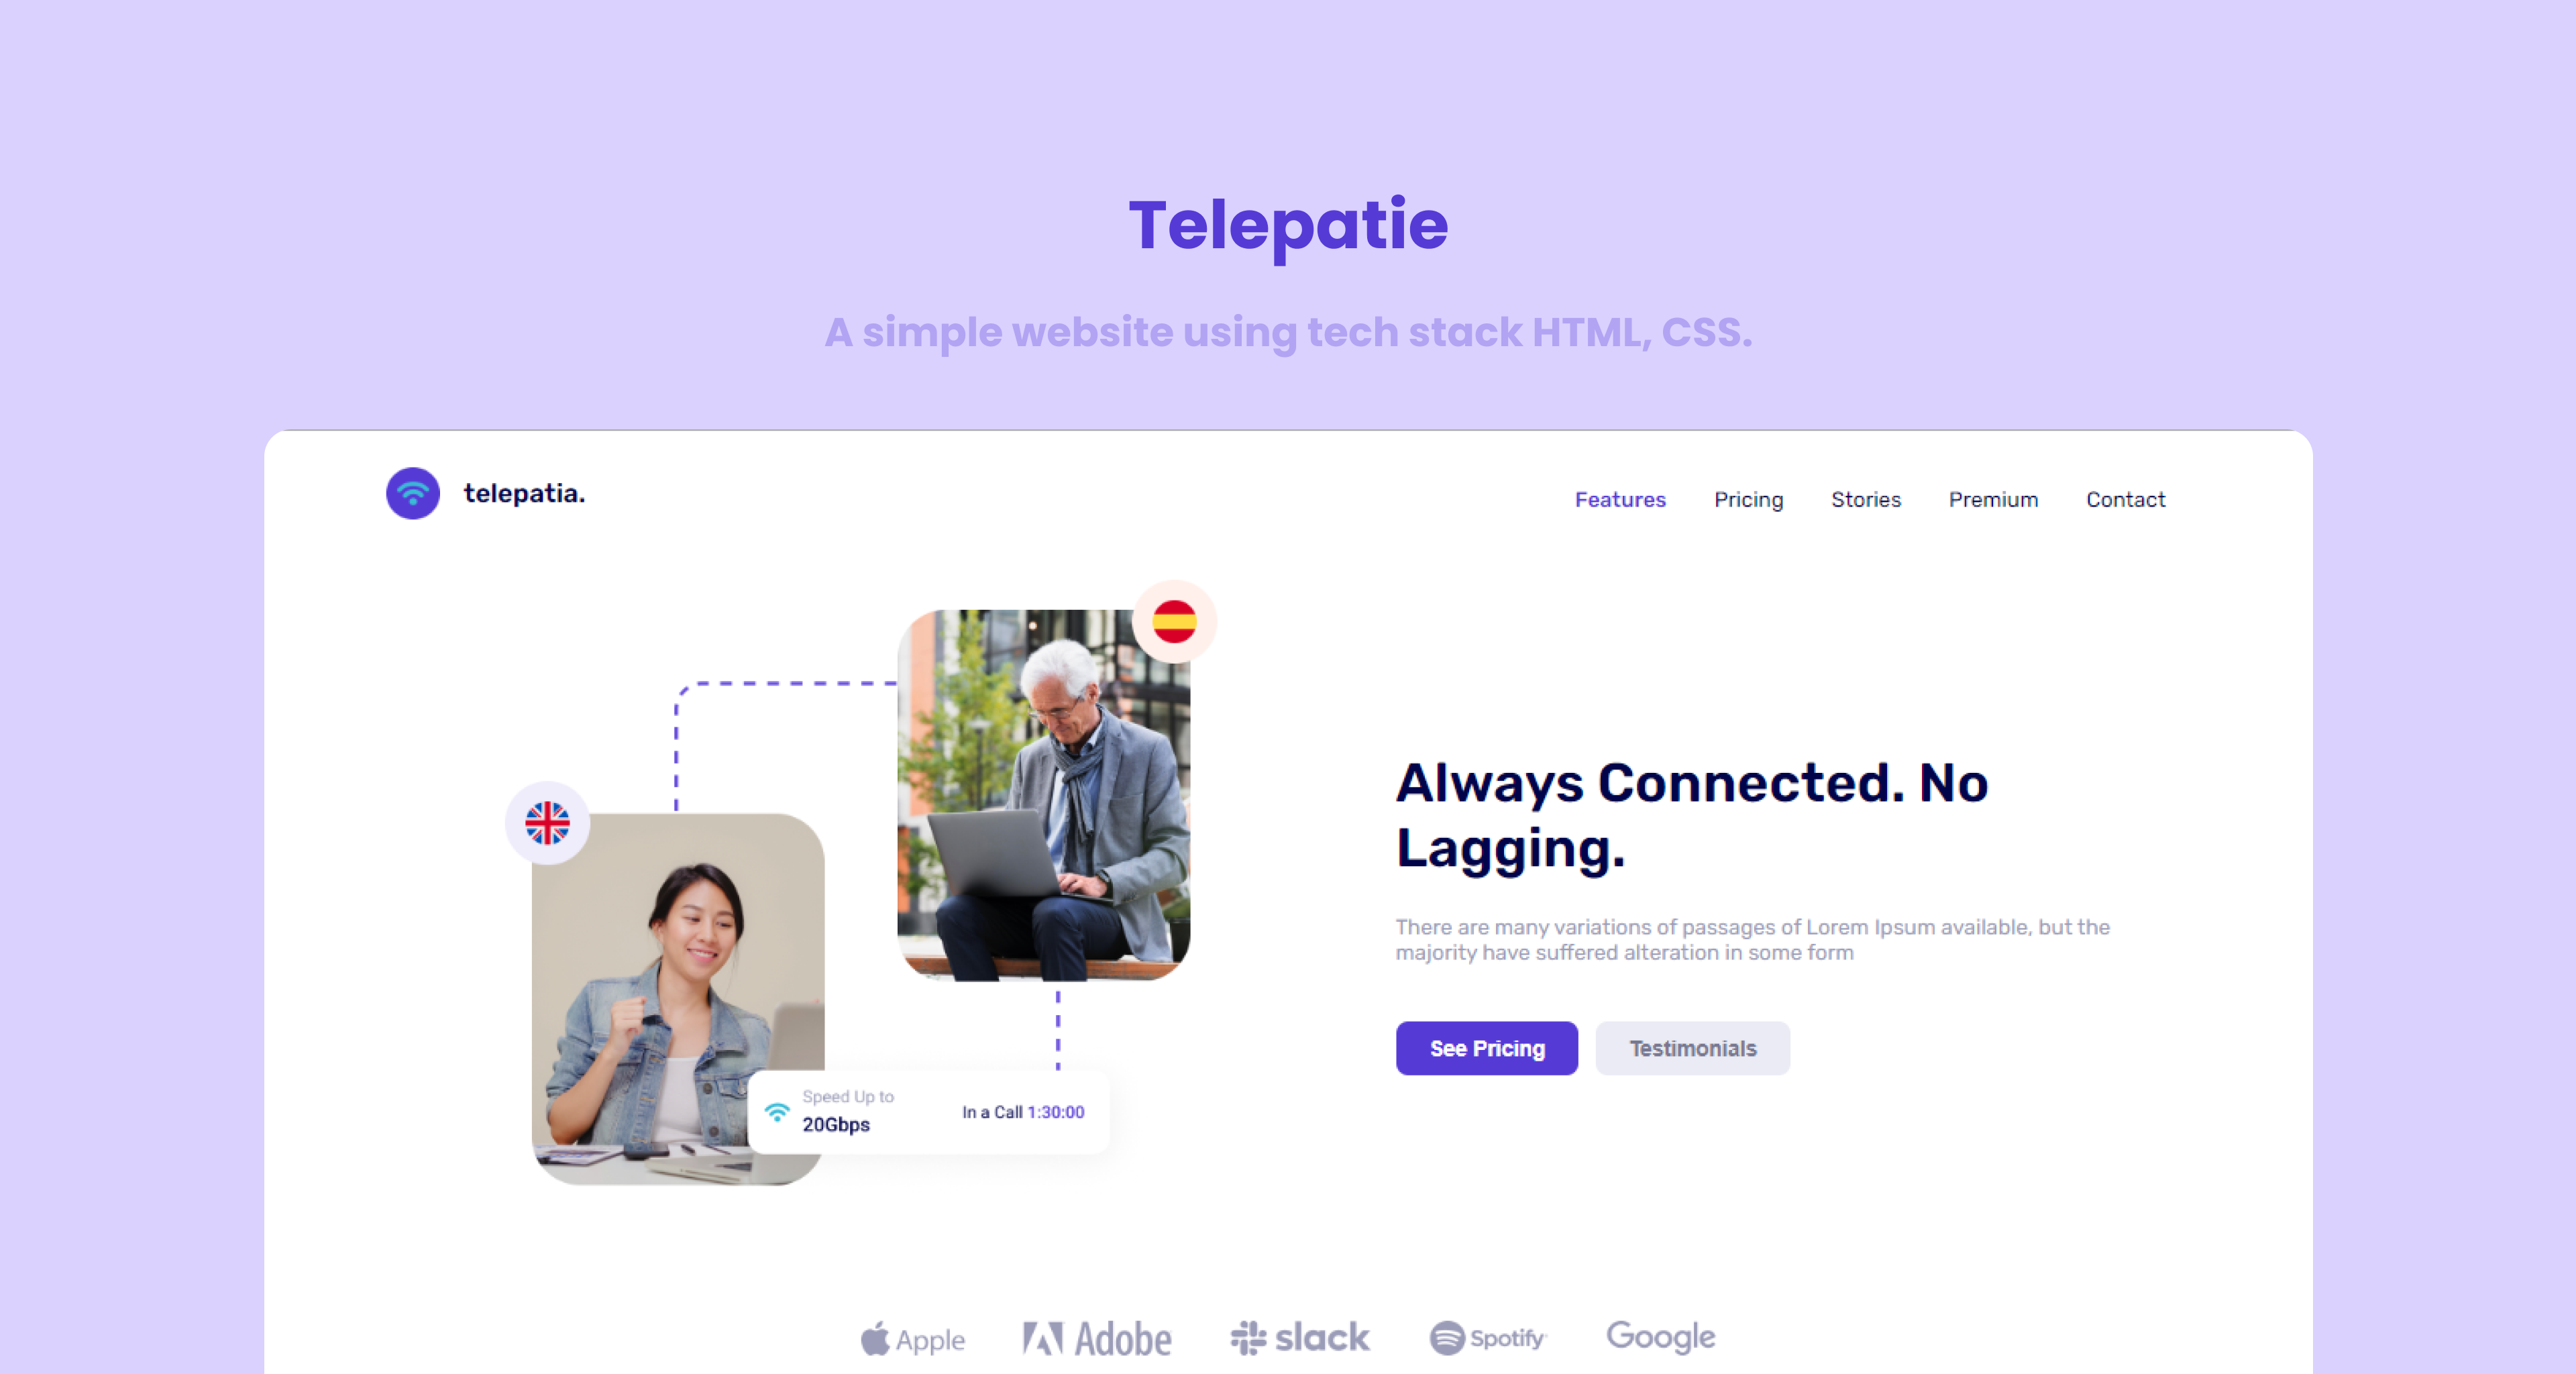 Telepatie
A simple website using tech stack HTML, CSS.
telepatia.
Features Pricing Stories Premium Contact
Always Connected. No
Lagging.
There are many variations of passages of Lorem Ipsum available, but the
majority have suffered alteration in some form
See Pricing Testimonials
Speed Up to
20Gbps
In a Call 1:30:00
Apple Adobe slack Spotify Google